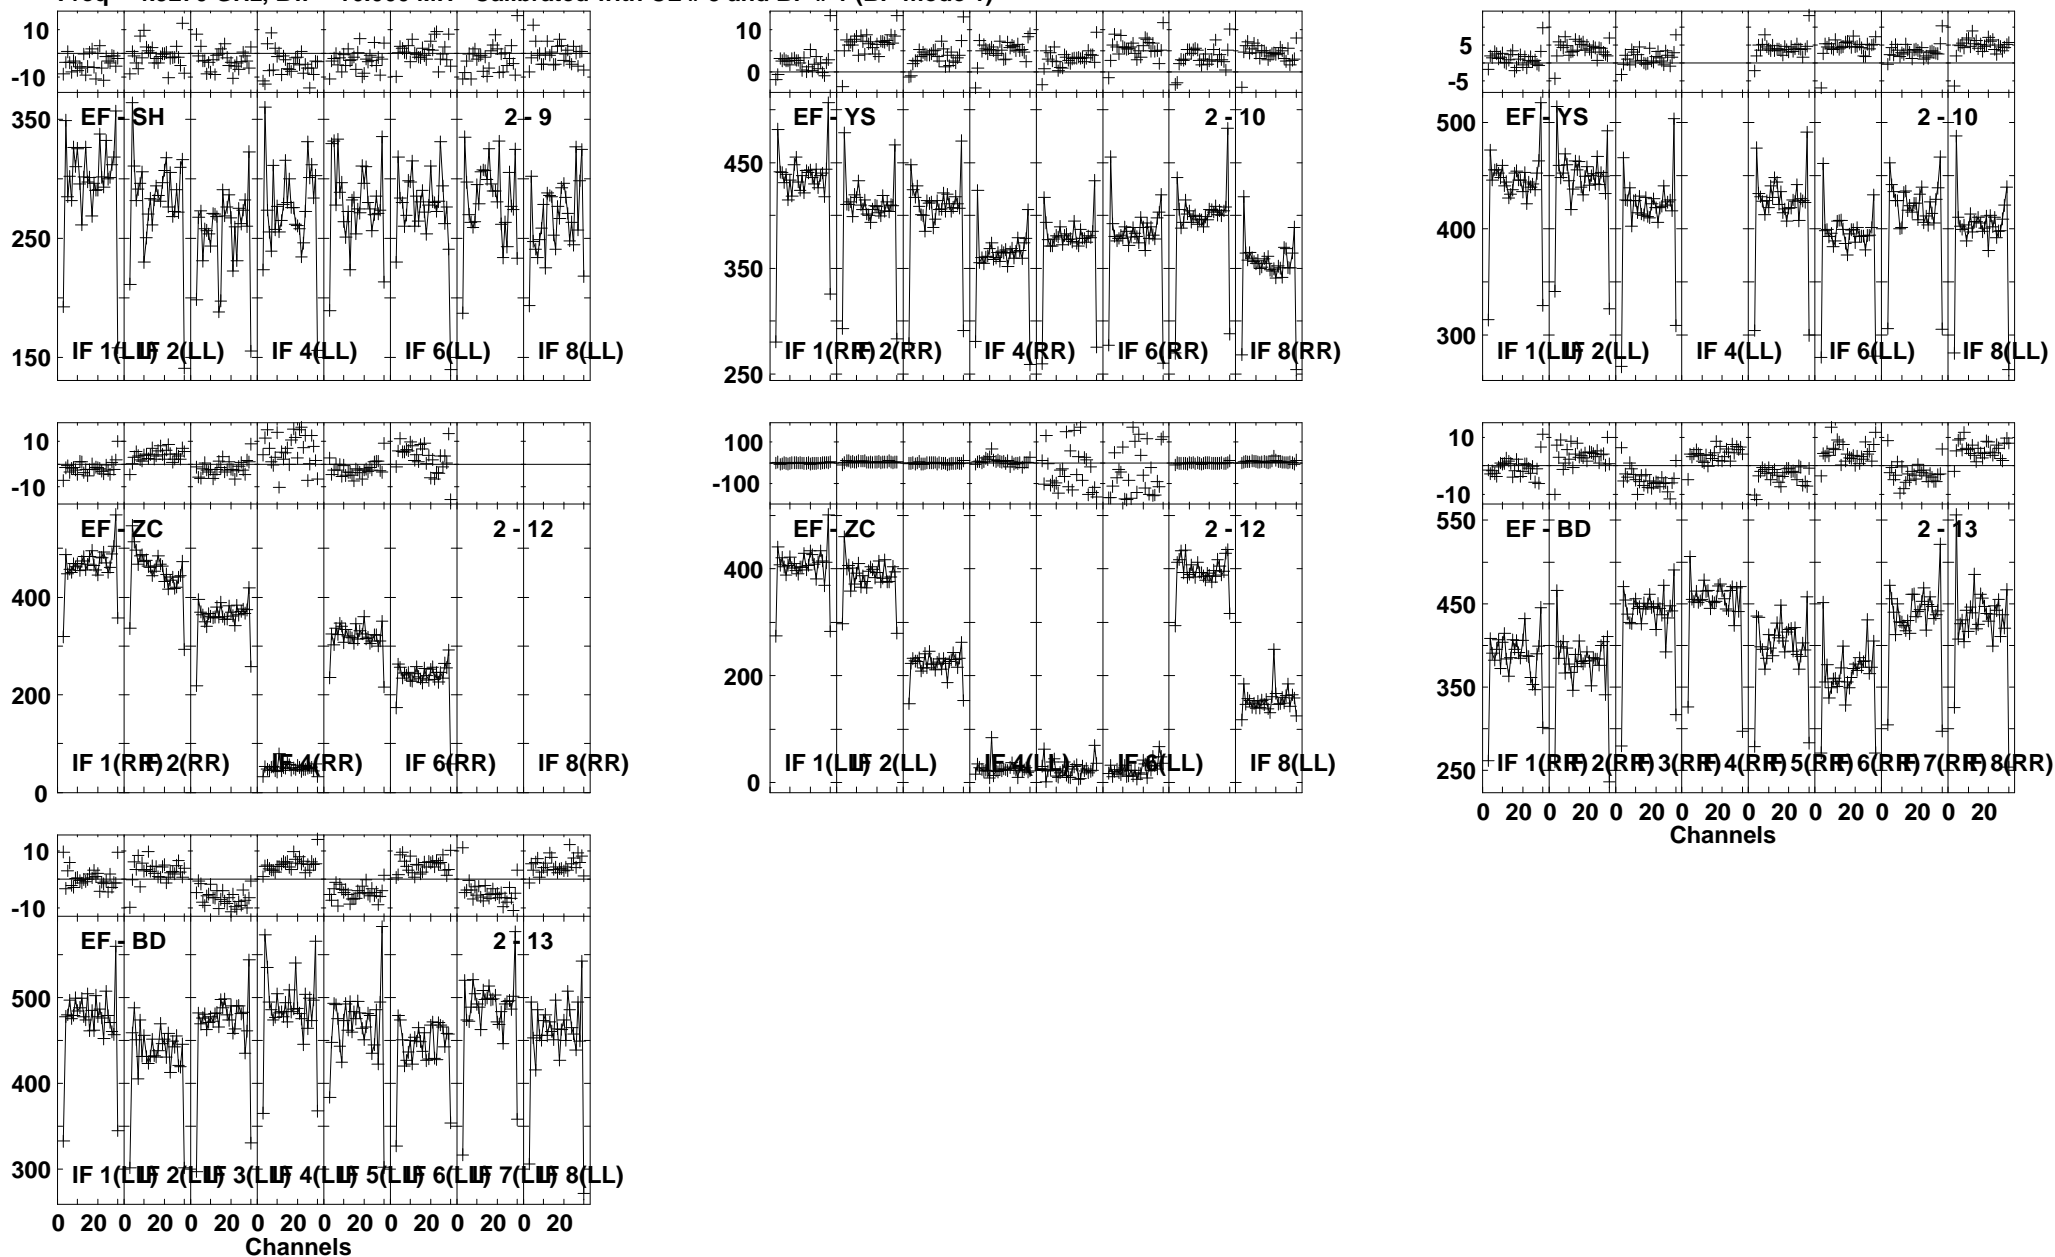 10
-10
350
250
150
EF - SH
2 - 9
IF 1(LL) IF 2(LL) IF 4(LL) IF 6(LL) IF 8(LL)
10
0
450
350
250
EF - YS
2 - 10
IF 1(RR) IF 2(RR) IF 4(RR) IF 6(RR) IF 8(RR)
5
-5
500
400
300
EF - YS
2 - 10
IF 1(LL) IF 2(LL) IF 4(LL) IF 6(LL) IF 8(LL)
10
-10
400
200
0
EF - ZC
2 - 12
IF 1(RR) IF 2(RR) IF 4(RR) IF 6(RR) IF 8(RR)
100
-100
400
200
0
EF - ZC
2 - 12
IF 1(LL) IF 2(LL) IF 4(LL) IF 6(LL) IF 8(LL)
10
-10
550
450
350
250
EF - BD
2 - 13
IF 1(RR) IF 2(RR) IF 3(RR) IF 4(RR) IF 5(RR) IF 6(RR) IF 7(RR) IF 8(RR)
0 20 0 20 0 20 0 20 0 20 0 20 0 20 0 20
Channels
10
-10
500
400
300
EF - BD
2 - 13
IF 1(LL) IF 2(LL) IF 3(LL) IF 4(LL) IF 5(LL) IF 6(LL) IF 7(LL) IF 8(LL)
0 20 0 20 0 20 0 20 0 20 0 20 0 20 0 20
Channels